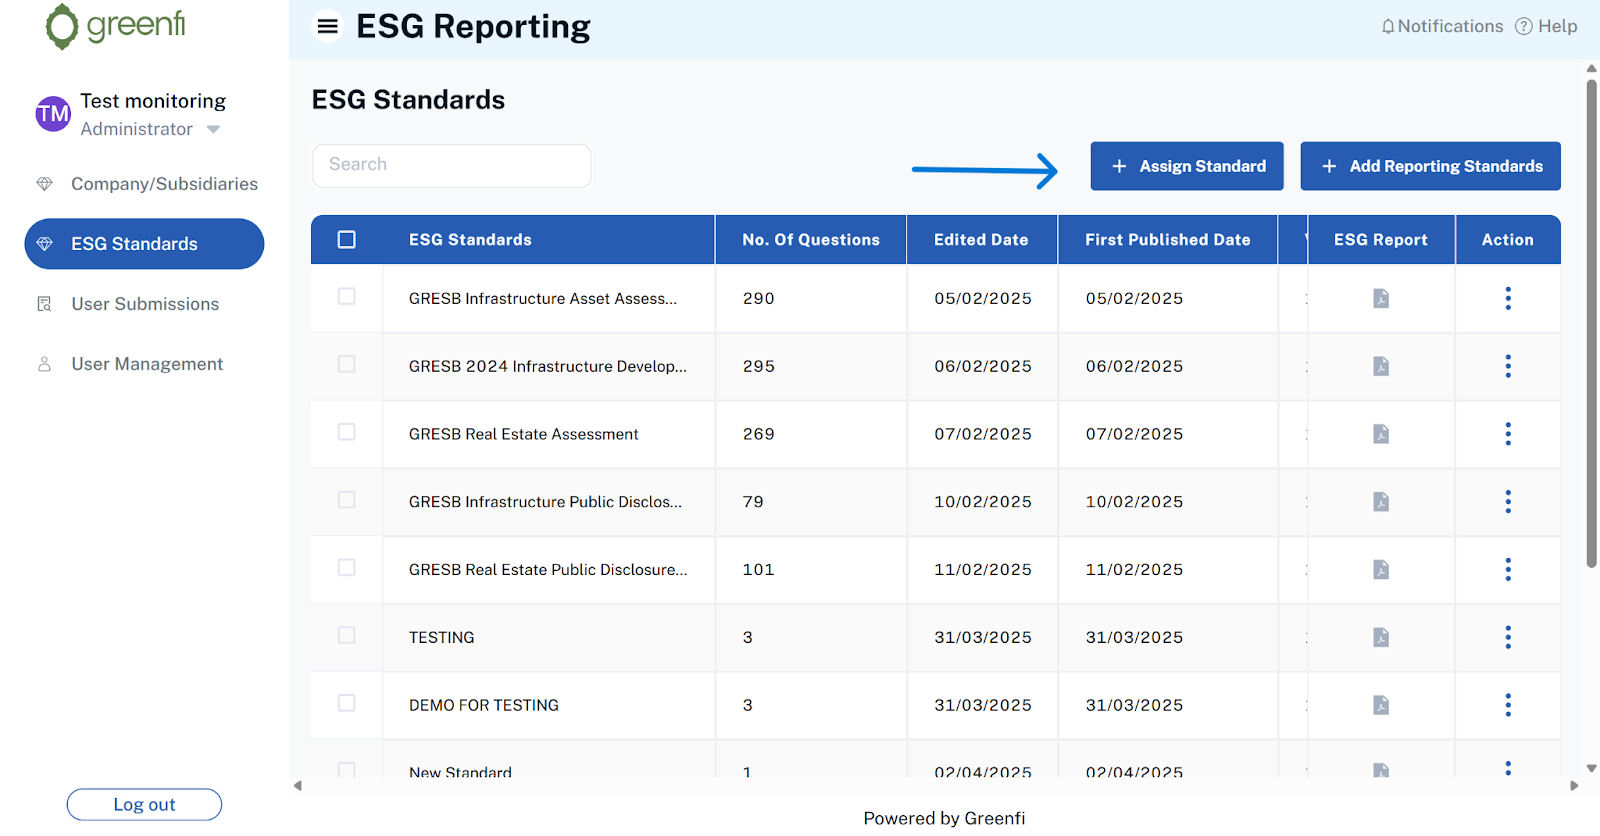 greenfi
ESG Reporting
Notifications
Help
TM
Test monitoring
Administrator
Company/Subsidiaries
ESG Standards
User Submissions
User Management
Log out
ESG Standards
Search
+ Assign Standard
+ Add Reporting Standards
ESG Standards No. Of Questions Edited Date First Published Date ESG Report Action
GRESB Infrastructure Asset Assess... 290 05/02/2025 05/02/2025
GRESB 2024 Infrastructure Develop... 295 06/02/2025 06/02/2025
GRESB Real Estate Assessment 269 07/02/2025 07/02/2025
GRESB Infrastructure Public Disclos... 79 10/02/2025 10/02/2025
GRESB Real Estate Public Disclosure... 101 11/02/2025 11/02/2025
TESTING 3 31/03/2025 31/03/2025
DEMO FOR TESTING 3 31/03/2025 31/03/2025
New Standard 1 02/04/2025 02/04/2025
Powered by Greenfi